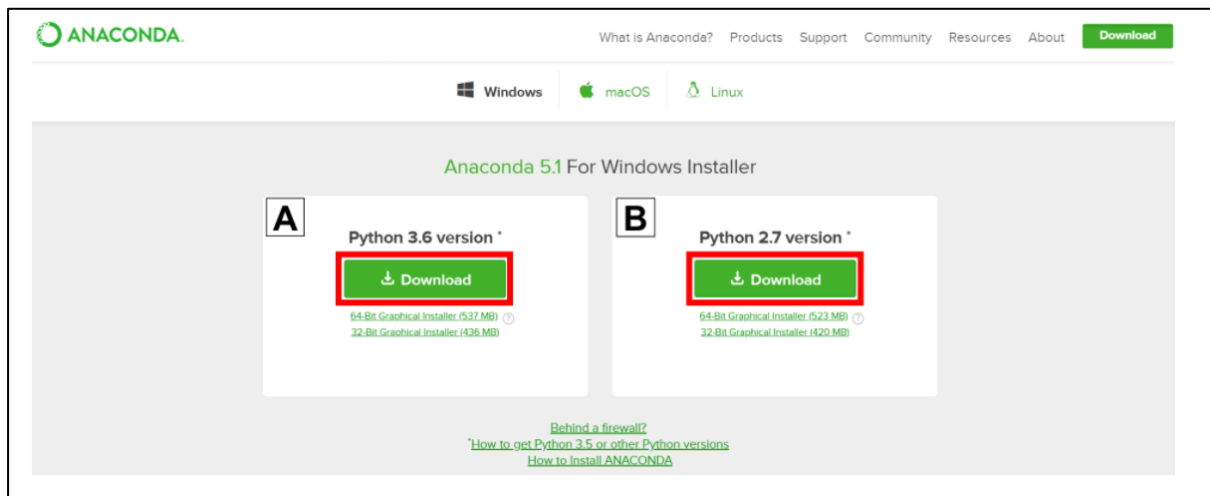 ANACONDA.
What is Anaconda? Products Support Community Resources About Download
Windows macOS Linux
Anaconda 5.1 For Windows Installer
A
B
Python 3.6 version *
Download
64-Bit Graphical Installer (537 MB) ?
32-Bit Graphical Installer (436 MB)
Python 2.7 version *
Download
64-Bit Graphical Installer (523 MB) ?
32-Bit Graphical Installer (420 MB)
Behind a firewall?
*How to get Python 3.5 or other Python versions
How to Install ANACONDA